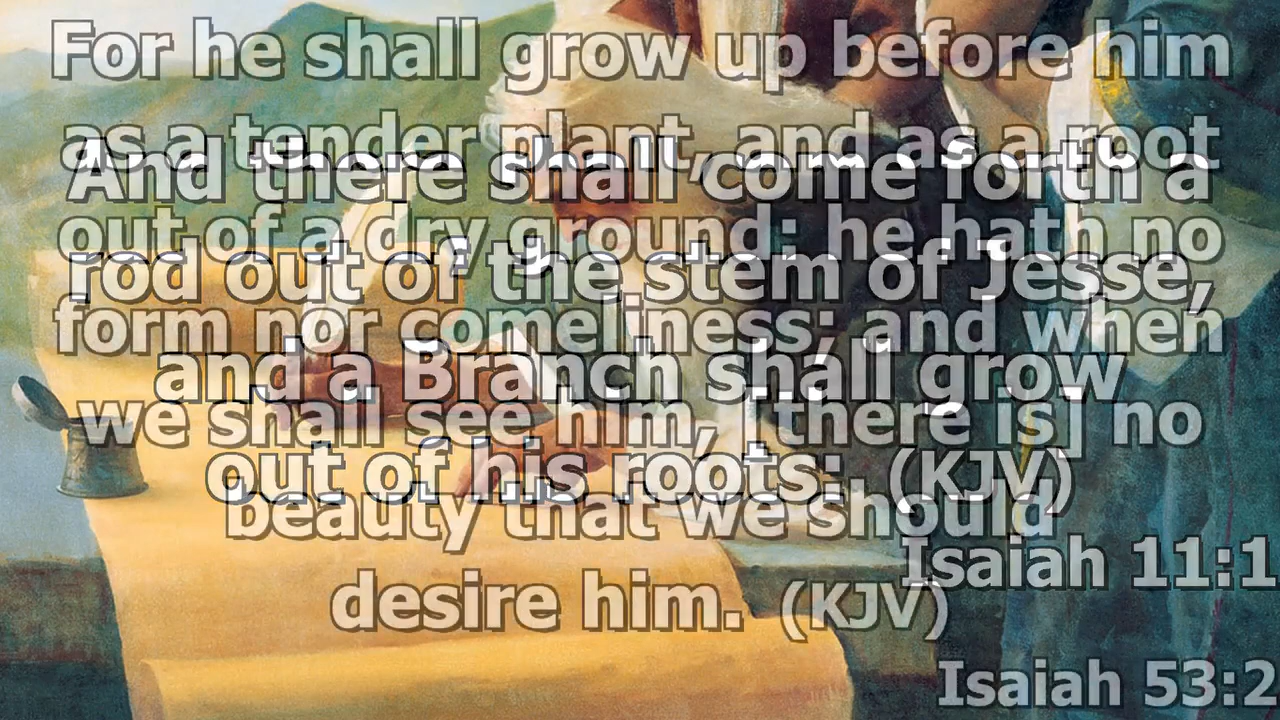 For he shall grow up before him
as a tender plant, and as a root
out of a dry ground: he hath no
form nor comeliness; and when
we shall see him, [there is] no
beauty that we should
desire him. (KJV)
Isaiah 53:2
And there shall come forth a
rod out of the stem of Jesse,
and a Branch shall grow
out of his roots: (KJV)
Isaiah 11:1